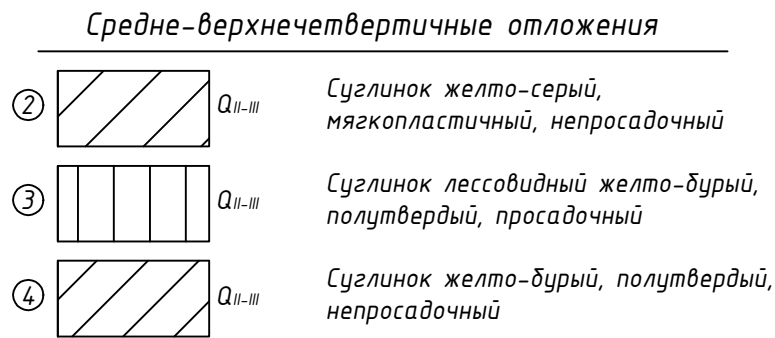 Средне-верхнечетвертичные отложения
2 QII-III Суглинок желто-серый,
мягкопластичный, непросадочный
3 QII-III Суглинок лессовидный желто-бурый,
полутвердый, просадочный
4 QII-III Суглинок желто-бурый, полутвердый,
непросадочный